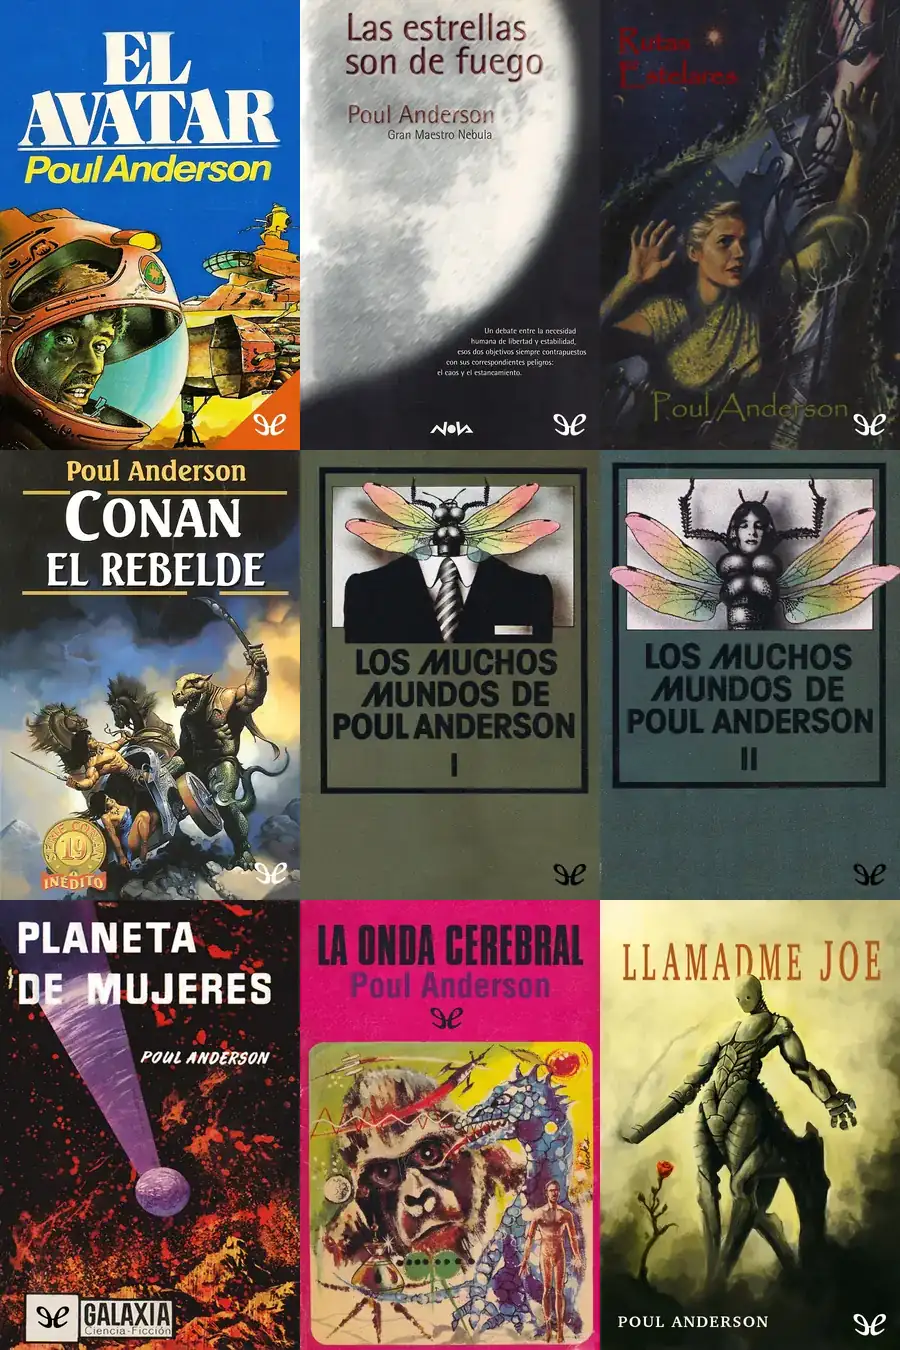 EL
AVATAR
Poul Anderson
Las estrellas
son de fuego
Poul Anderson
Gran Maestro Nebula
Un debate entre la necesidad
humana de libertad y estabilidad,
esos dos objetivos siempre contrapuestos
con sus correspondientes peligros:
el caos y el estancamiento.
NOVA
Rutas
Estelares
Poul Anderson
Poul Anderson
CONAN
EL REBELDE
SERIE CONAN
19
INÉDITO
LOS MUCHOS
MUNDOS DE
POUL ANDERSON
I
LOS MUCHOS
MUNDOS DE
POUL ANDERSON
II
PLANETA
DE MUJERES
POUL ANDERSON
GALAXIA
Ciencia-Ficción
LA ONDA CEREBRAL
Poul Anderson
LLAMADME JOE
POUL ANDERSON